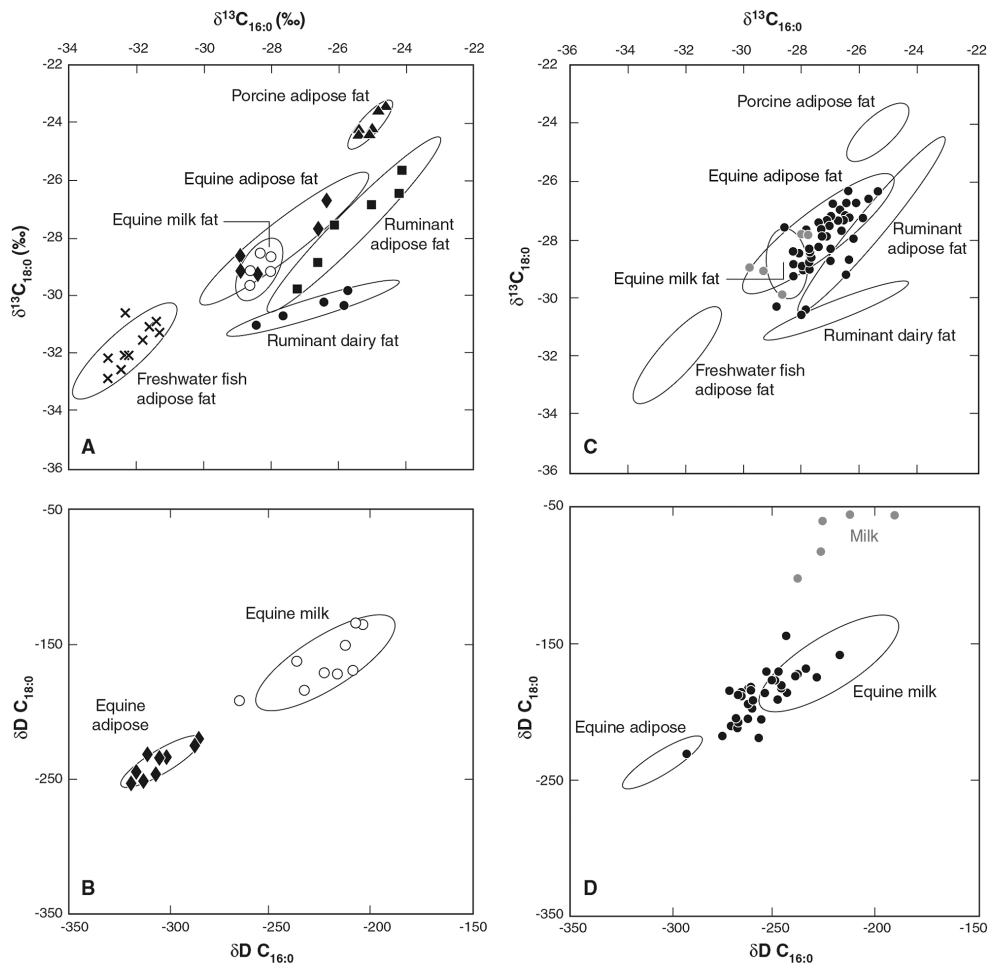 δ13C16:0 (‰)
-34 -32 -30 -28 -26 -24 -22
-22
-24
-26
-28
-30
-32
-34
-36
δ13C18:0 (‰)
Porcine adipose fat
Equine adipose fat
Equine milk fat
Ruminant
adipose fat
Ruminant dairy fat
Freshwater fish
adipose fat
A
δ13C16:0
-36 -34 -30 -28 -26 -24 -22
-22
-24
-26
-28
-30
-32
-34
-36
δ13C18:0
Porcine adipose fat
Equine adipose fat
Ruminant
adipose fat
Equine milk fat
Ruminant dairy fat
Freshwater fish
adipose fat
C
-50
-150
-250
-350
δD C18:0
Equine milk
Equine
adipose
B
-350 -300 -250 -200 -150
δD C16:0
-50
-150
-250
-350
δD C18:0
Milk
Equine milk
Equine adipose
D
-300 -250 -200 -150
δD C16:0